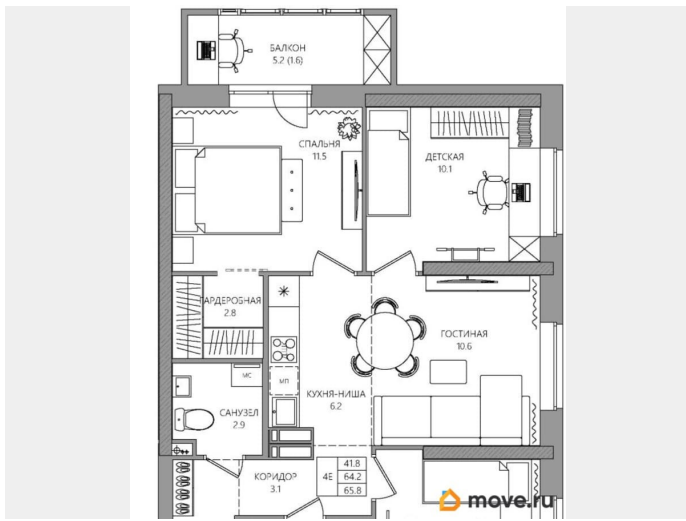 БАЛКОН
5.2 (1.6)
СПАЛЬНЯ
11.5
ДЕТСКАЯ
10.1
ГАРДЕРОБНАЯ
2.8
ГОСТИНАЯ
10.6
МС
МП
КУХНЯ-НИША
6.2
САНУЗЕЛ
2.9
КОРИДОР
3.1
4Е
41.8
64.2
65.8
move.ru